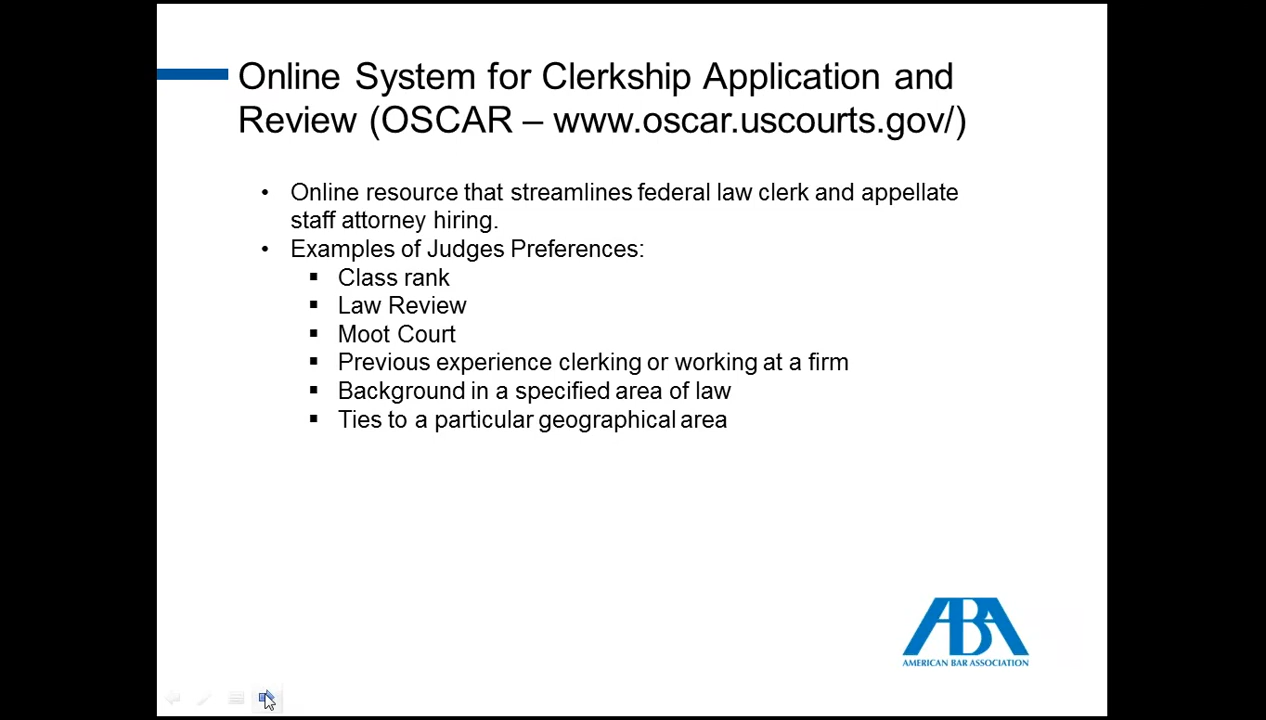 Online System for Clerkship Application and
Review (OSCAR – www.oscar.uscourts.gov/)
• Online resource that streamlines federal law clerk and appellate
staff attorney hiring.
• Examples of Judges Preferences:
▪ Class rank
▪ Law Review
▪ Moot Court
▪ Previous experience clerking or working at a firm
▪ Background in a specified area of law
▪ Ties to a particular geographical area
ABA
AMERICAN BAR ASSOCIATION